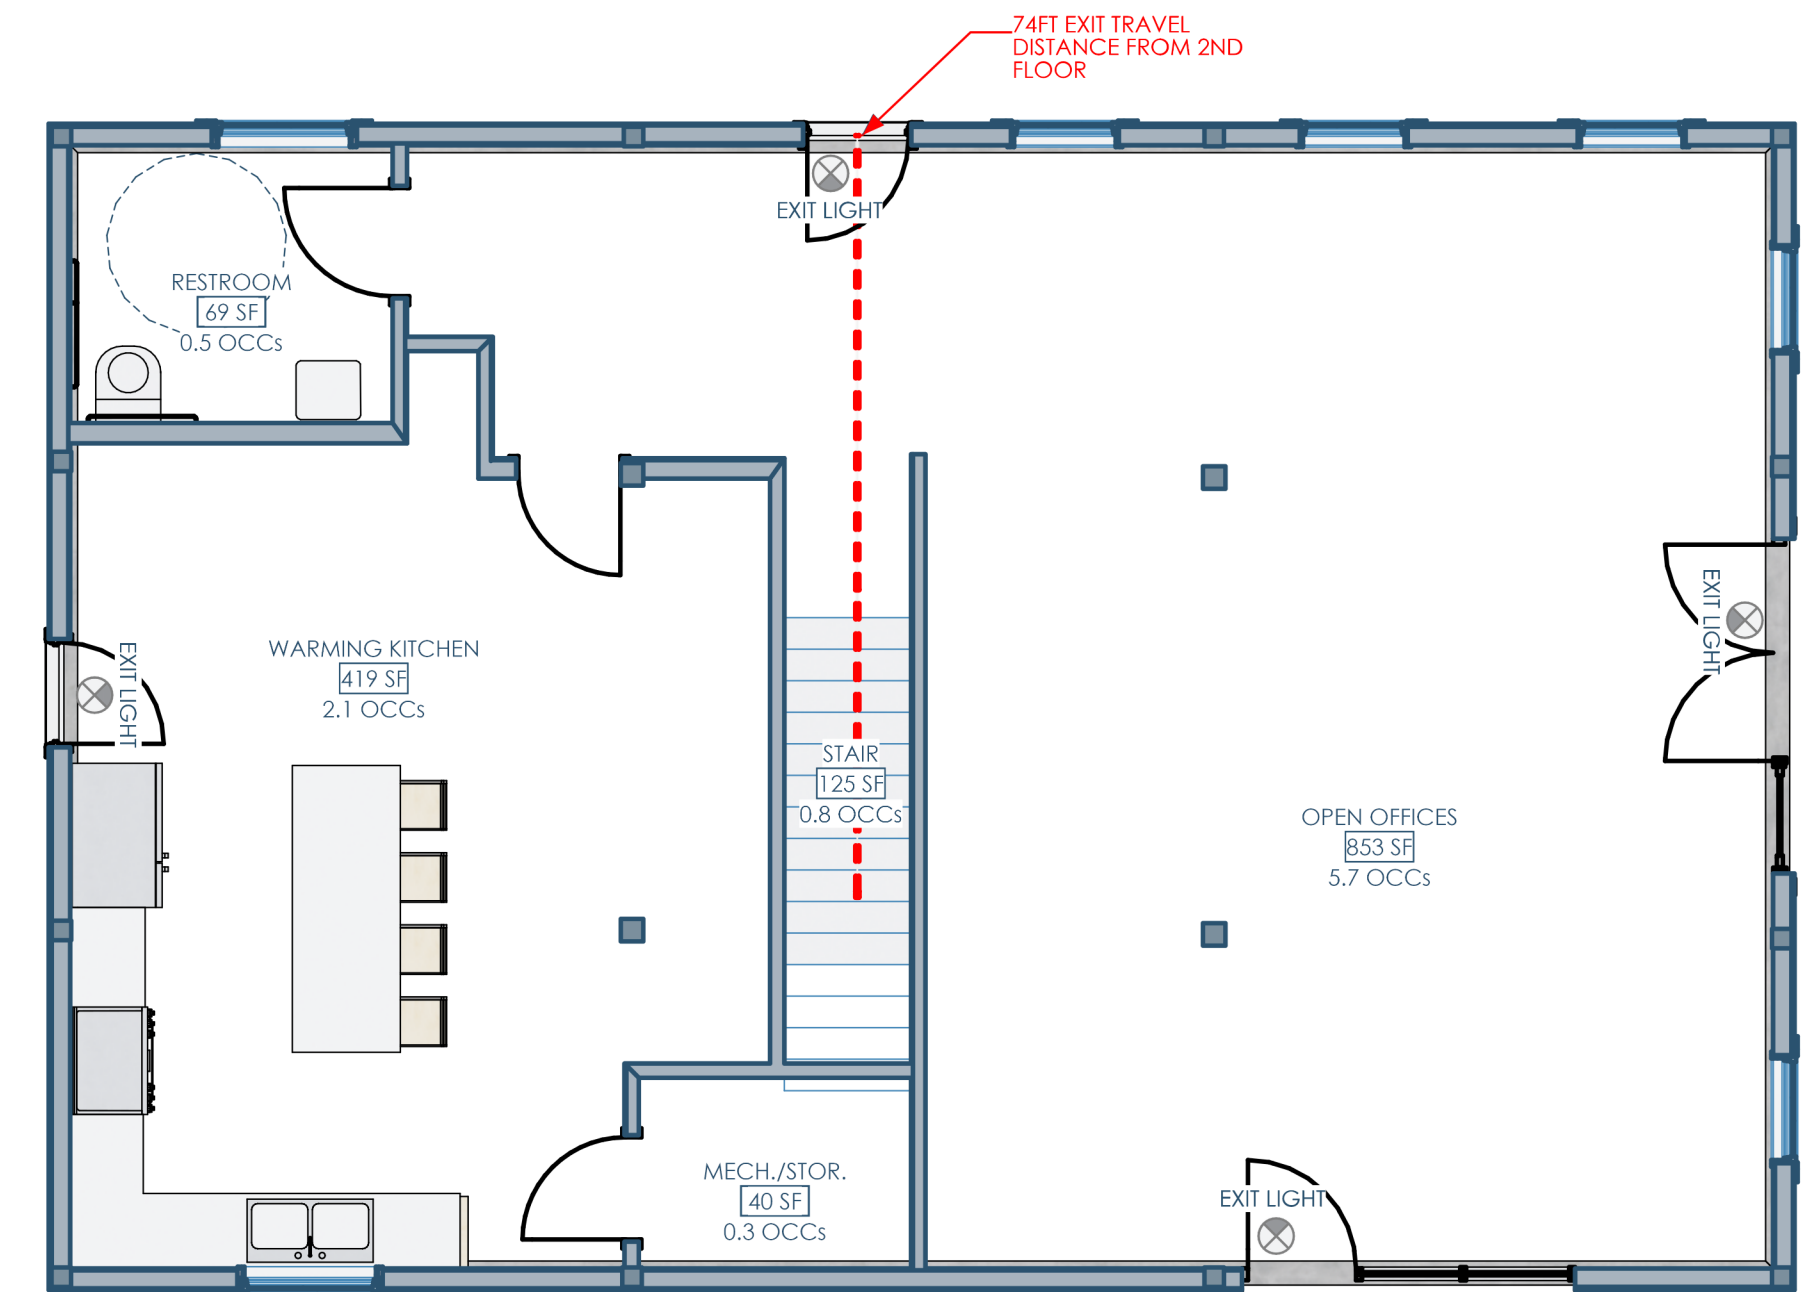 74FT EXIT TRAVEL
DISTANCE FROM 2ND
FLOOR
EXIT LIGHT
RESTROOM
69 SF
0.5 OCCs
EXIT LIGHT
WARMING KITCHEN
419 SF
2.1 OCCs
EXIT LIGHT
STAIR
125 SF
0.8 OCCs
OPEN OFFICES
853 SF
5.7 OCCs
MECH./STOR.
40 SF
0.3 OCCs
EXIT LIGHT